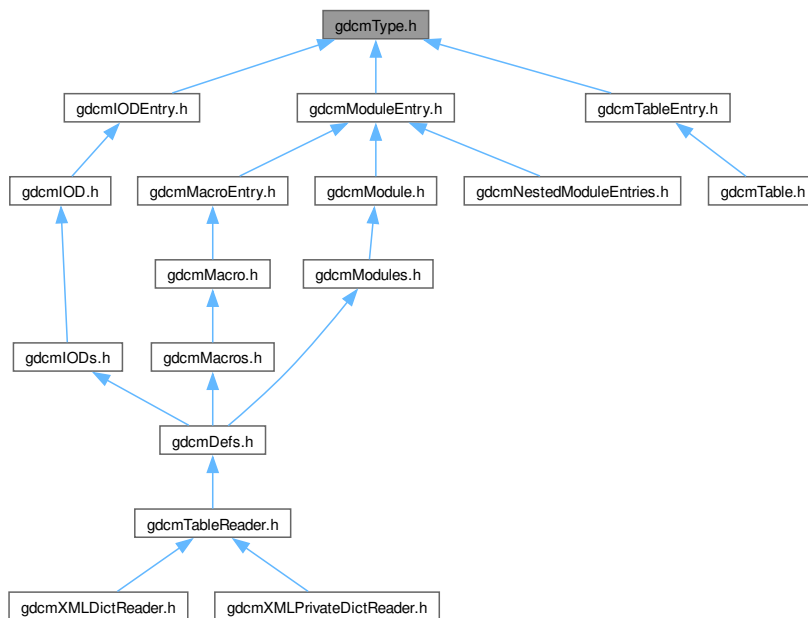 gdcmType.h
gdcmIODEntry.h
gdcmModuleEntry.h
gdcmTableEntry.h
gdcmIOD.h
gdcmMacroEntry.h
gdcmModule.h
gdcmNestedModuleEntries.h
gdcmTable.h
gdcmMacro.h
gdcmModules.h
gdcmIODs.h
gdcmMacros.h
gdcmDefs.h
gdcmTableReader.h
gdcmXMLDictReader.h
gdcmXMLPrivateDictReader.h